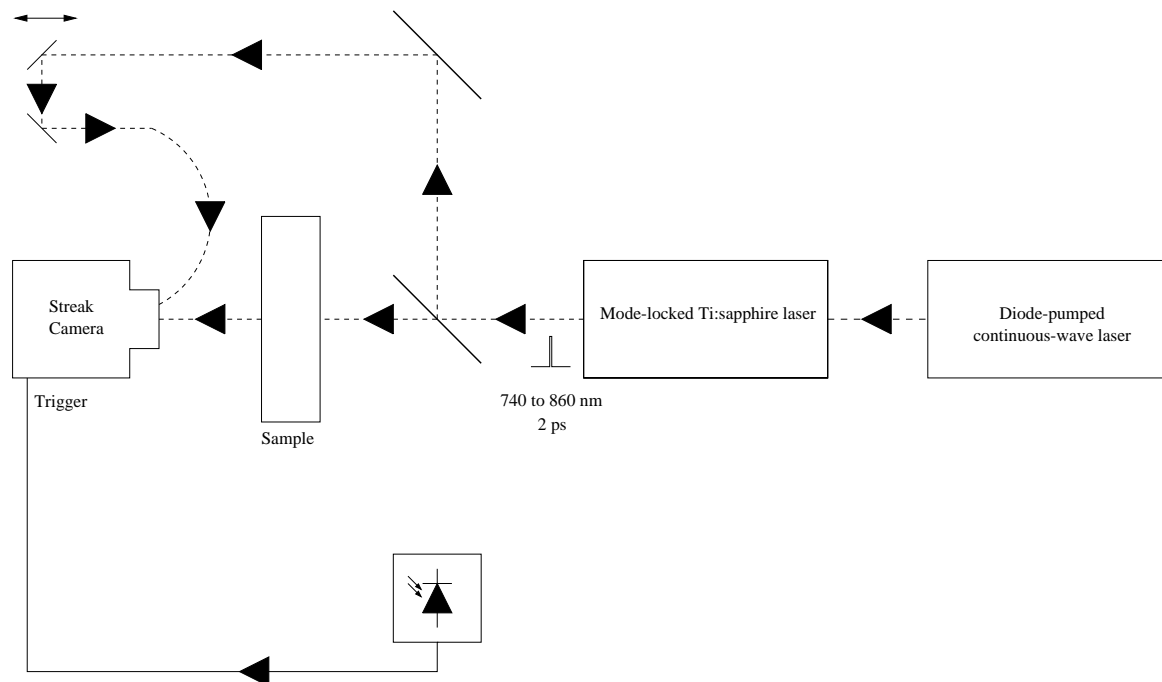 Streak
Camera
Mode-locked Ti:sapphire laser
Diode-pumped
continuous-wave laser
Trigger
740 to 860 nm
2 ps
Sample